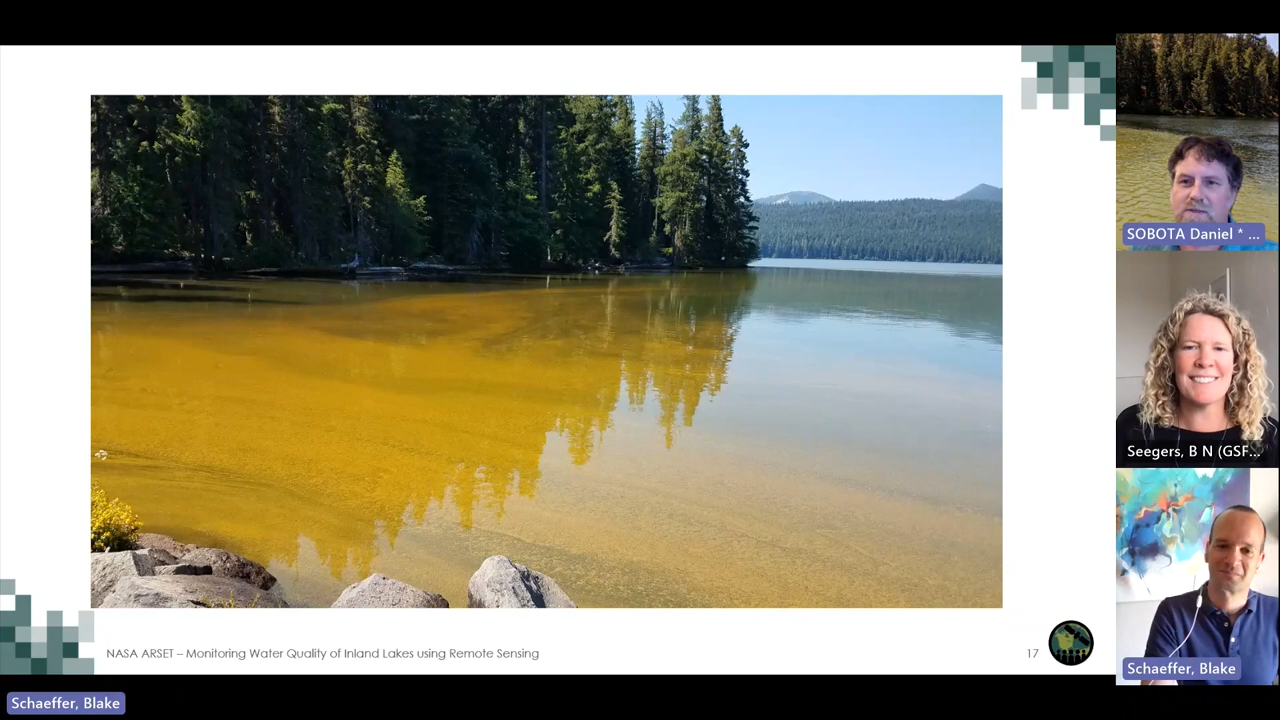 SOBOTA Daniel * ...
Seegers, B N (GSF...
NASA ARSET – Monitoring Water Quality of Inland Lakes using Remote Sensing
17
Schaeffer, Blake
Schaeffer, Blake